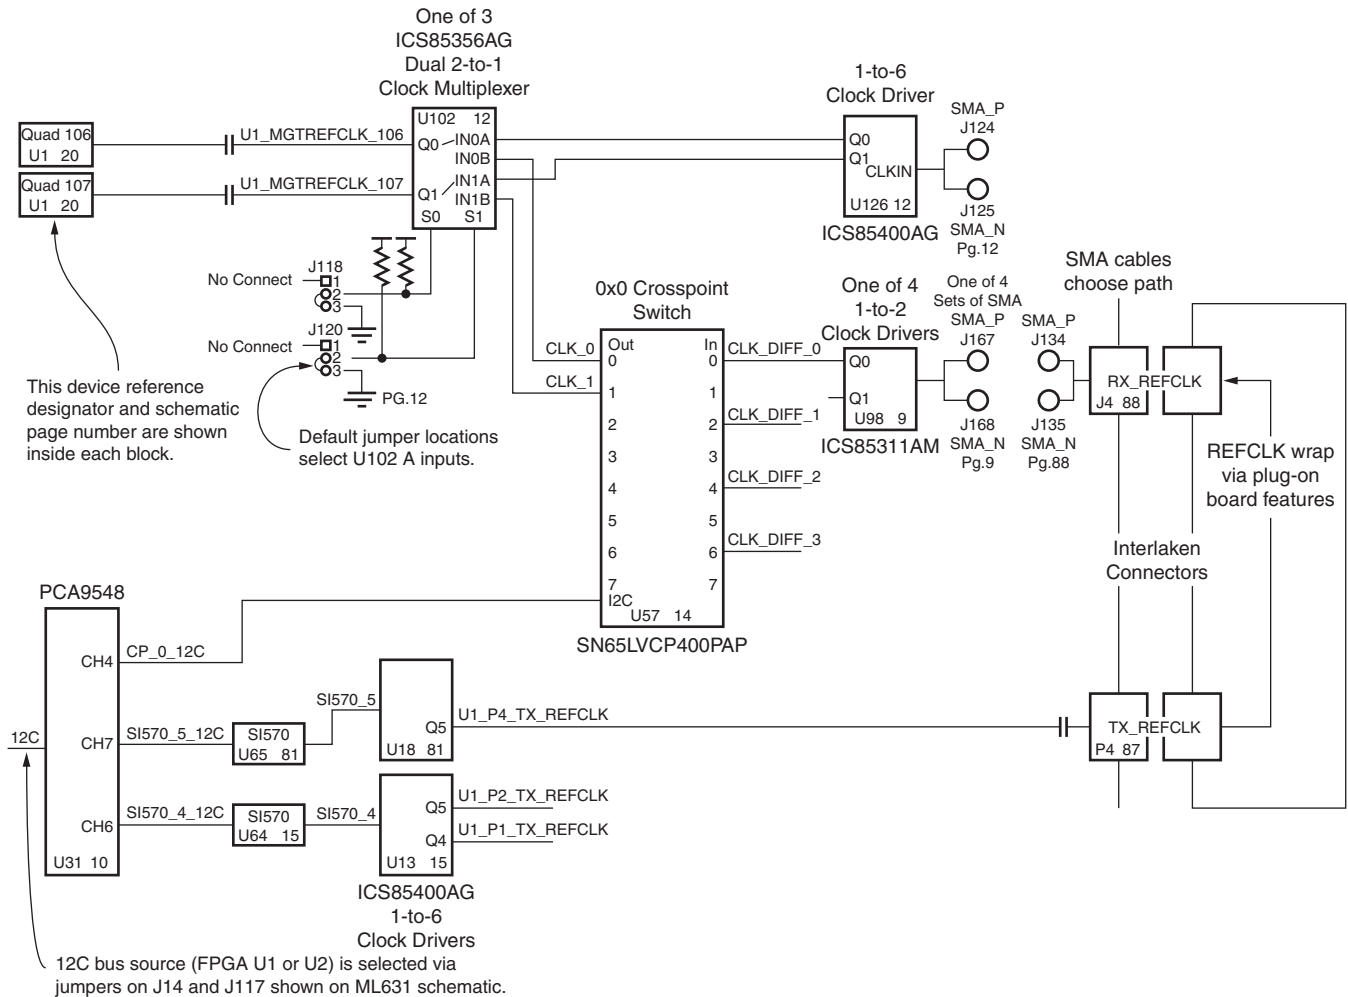 One of 3
ICS85356AG
Dual 2-to-1
Clock Multiplexer
U102 12
Q0
IN0A
IN0B
Q1
IN1A
IN1B
S0 S1
Quad 106
U1 20
U1_MGTREFCLK_106
Quad 107
U1 20
U1_MGTREFCLK_107
1-to-6
Clock Driver
Q0
Q1
CLKIN
U126 12
ICS85400AG
SMA_P
J124
J125
SMA_N
Pg.12
No Connect
J118
1
2
3
No Connect
J120
1
2
3
PG.12
This device reference
designator and schematic
page number are shown
inside each block.
Default jumper locations
select U102 A inputs.
0x0 Crosspoint
Switch
Out In
CLK_0
CLK_1
0 0
1 1
2 2
3 3
4 4
5 5
6 6
7 7
I2C
U57 14
SN65LVCP400PAP
CLK_DIFF_0
CLK_DIFF_1
CLK_DIFF_2
CLK_DIFF_3
One of 4
1-to-2
Clock Drivers
Q0
Q1
U98 9
ICS85311AM
One of 4
Sets of SMA
SMA_P
J167
J168
SMA_N
Pg.9
SMA_P
J134
J135
SMA_N
Pg.88
SMA cables
choose path
RX_REFCLK
J4 88
REFCLK wrap
via plug-on
board features
Interlaken
Connectors
TX_REFCLK
P4 87
PCA9548
CH4
CH7
CH6
U31 10
12C
CP_0_12C
SI570_5_12C
SI570
U65 81
SI570_5
Q5
U18 81
U1_P4_TX_REFCLK
SI570_4_12C
SI570
U64 15
SI570_4
Q5
Q4
U13 15
U1_P2_TX_REFCLK
U1_P1_TX_REFCLK
ICS85400AG
1-to-6
Clock Drivers
12C bus source (FPGA U1 or U2) is selected via
jumpers on J14 and J117 shown on ML631 schematic.